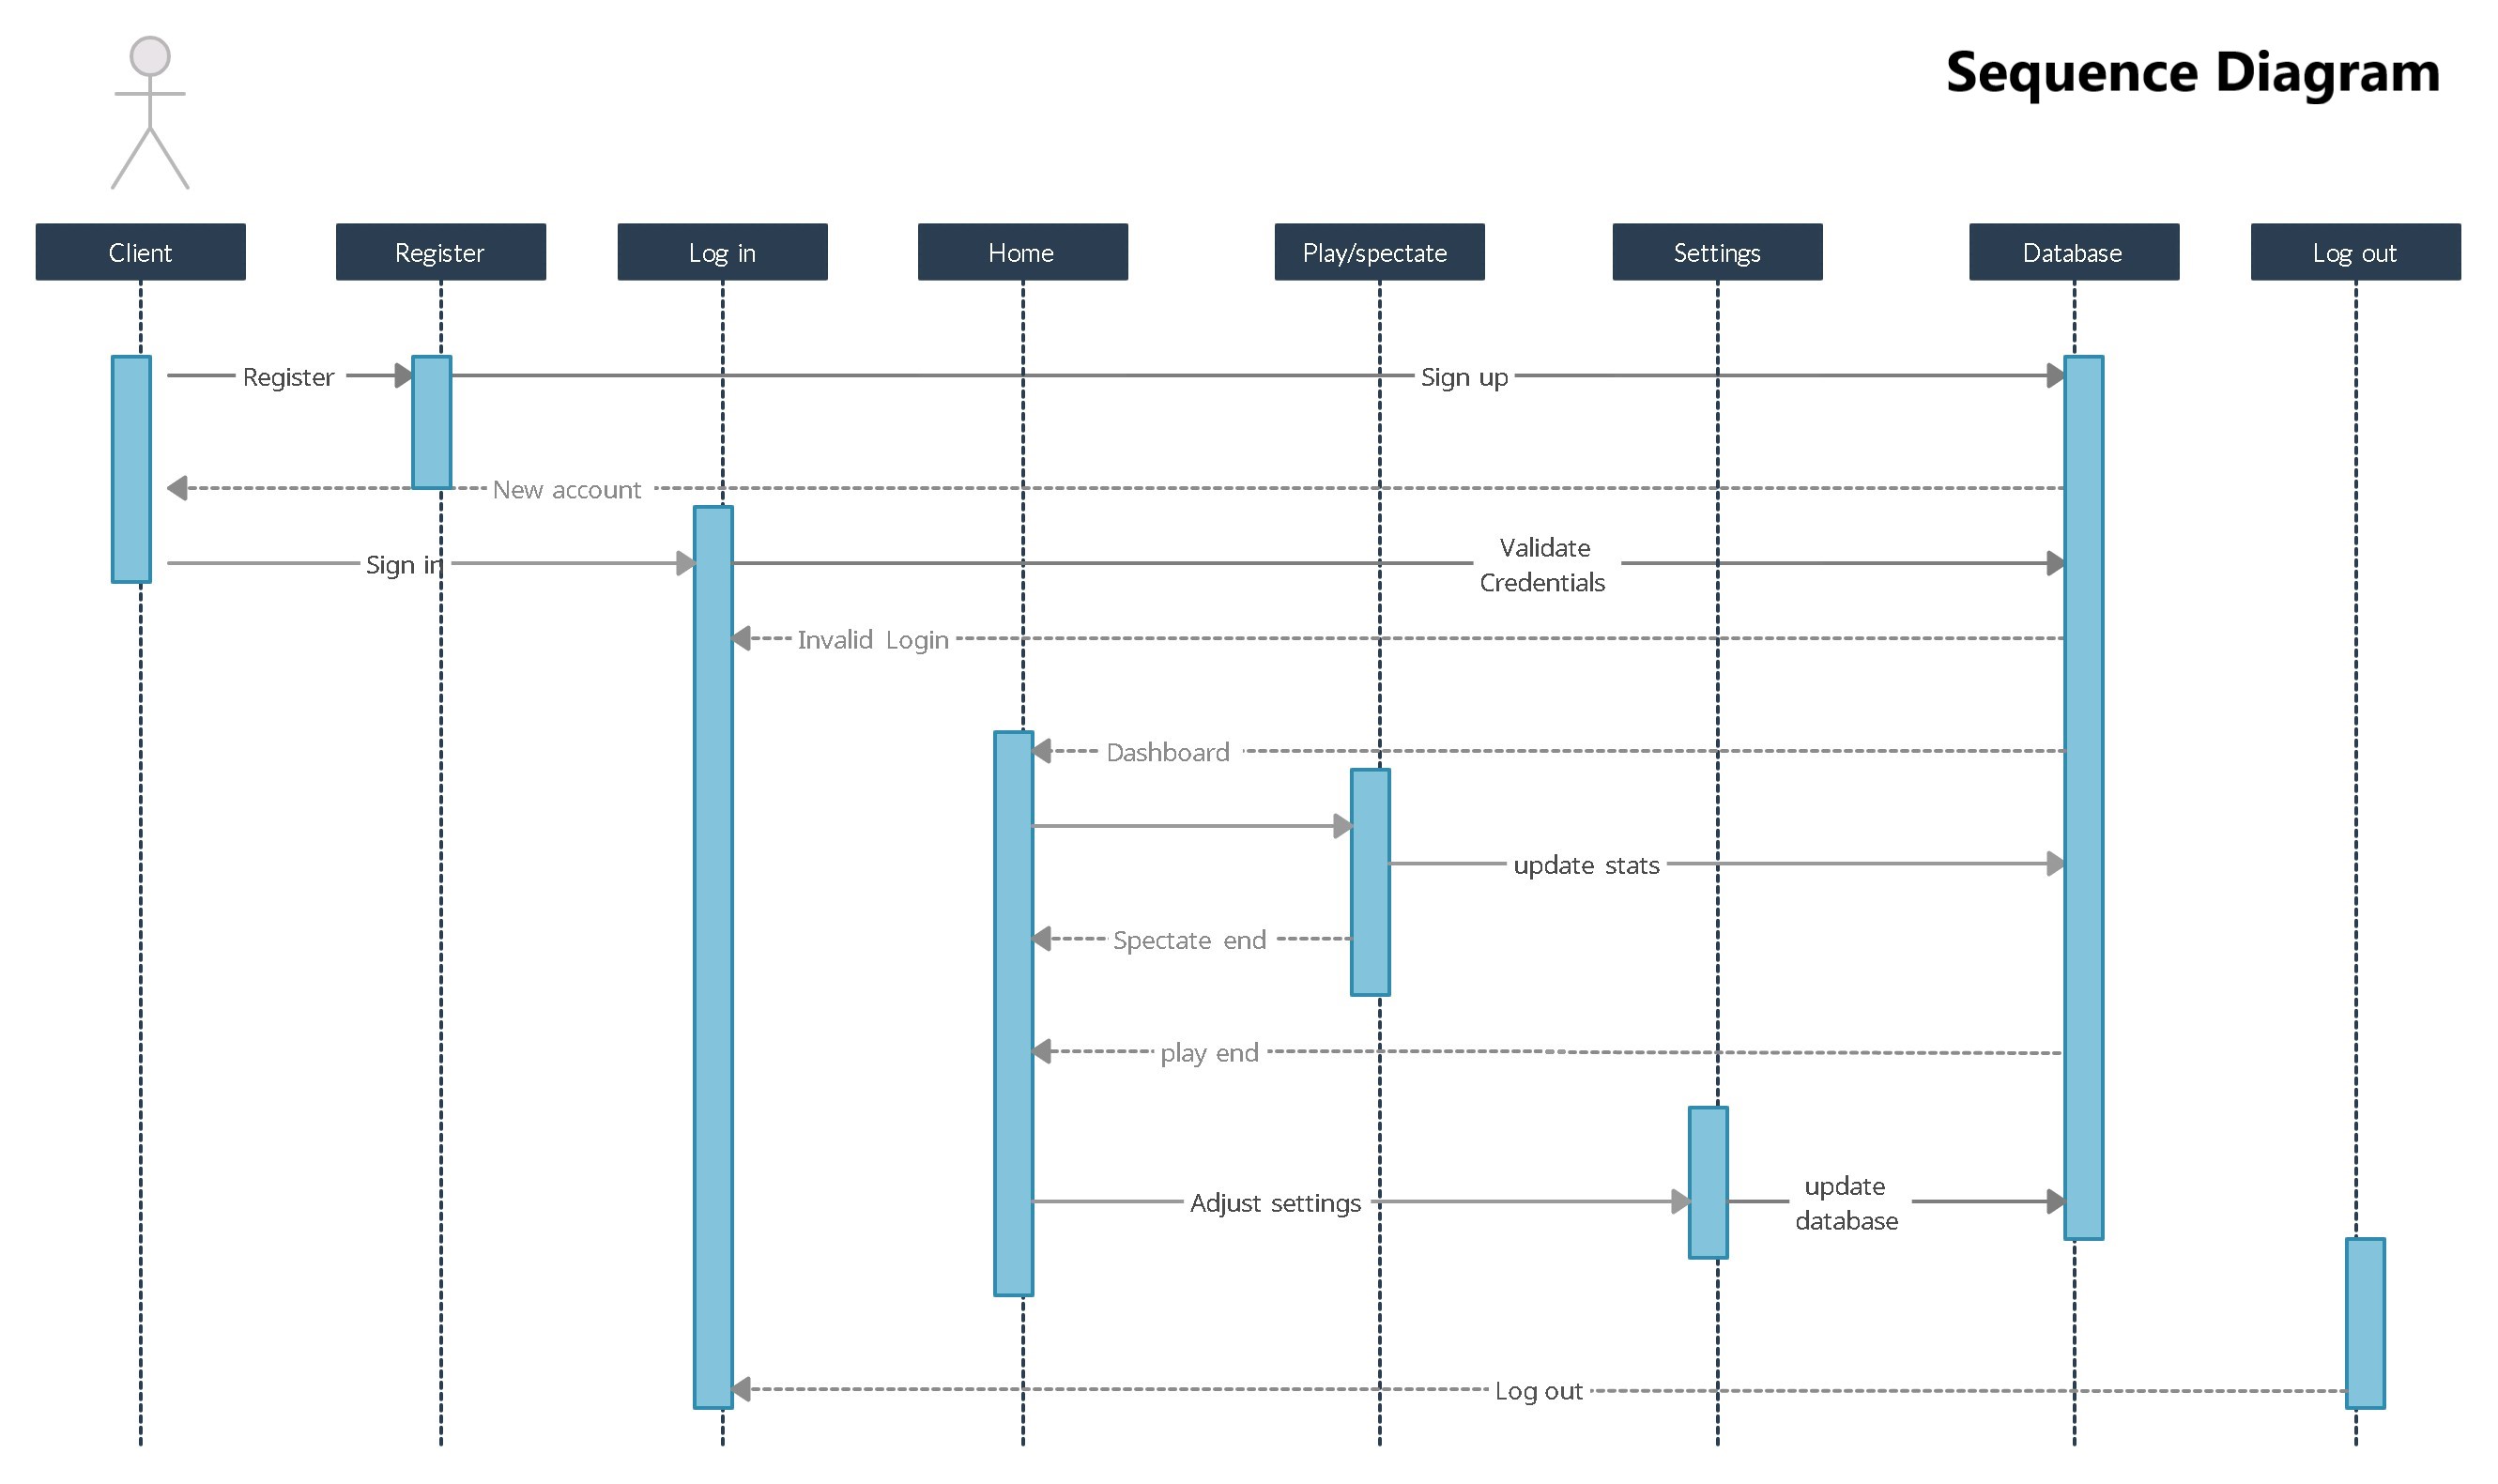 Sequence Diagram
Client
Register
Log in
Home
Play/spectate
Settings
Database
Log out
Register
Sign up
New account
Sign in
Validate
Credentials
Invalid Login
Dashboard
update stats
Spectate end
play end
Adjust settings
update
database
Log out